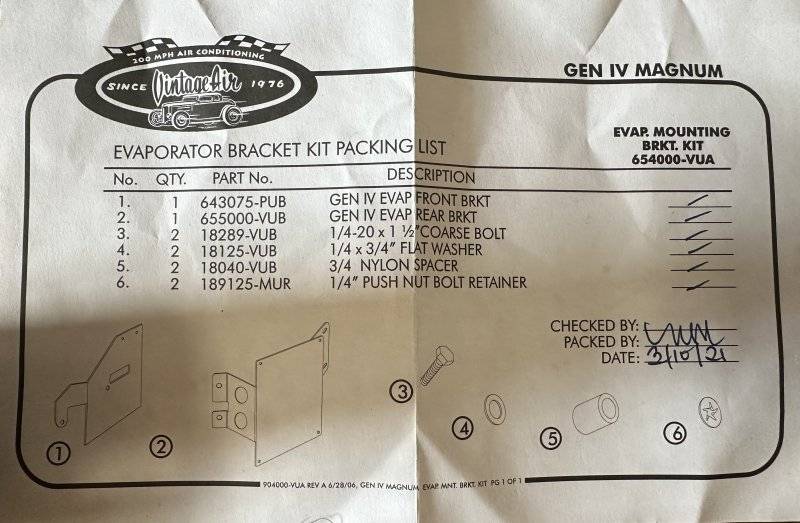 200 MPH AIR CONDITIONING
SINCE Vintage Air 1976
GEN IV MAGNUM
EVAPORATOR BRACKET KIT PACKING LIST
EVAP. MOUNTING
BRKT. KIT
654000-VUA
No. QTY. PART No. DESCRIPTION
1. 1 643075-PUB GEN IV EVAP FRONT BRKT
2. 1 655000-VUB GEN IV EVAP REAR BRKT
3. 2 18289-VUB 1/4-20 x 1 ½" COARSE BOLT
4. 2 18125-VUB 1/4 x 3/4" FLAT WASHER
5. 2 18040-VUB 3/4 NYLON SPACER
6. 2 189125-MUR 1/4" PUSH NUT BOLT RETAINER
CHECKED BY:
PACKED BY:
DATE: 3/10/21
1 2 3 4 5 6
904000-VUA REV A 6/28/06, GEN IV MAGNUM EVAP. MNT. BRKT. KIT PG 1 OF 1